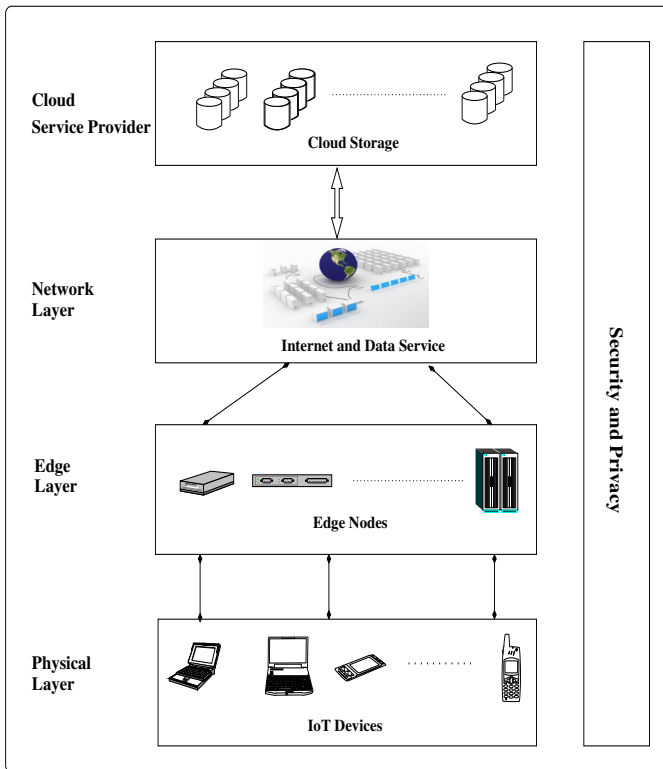 Cloud
Service Provider
Cloud Storage
Network
Layer
Internet and Data Service
Edge
Layer
Edge Nodes
Physical
Layer
IoT Devices
Security and Privacy